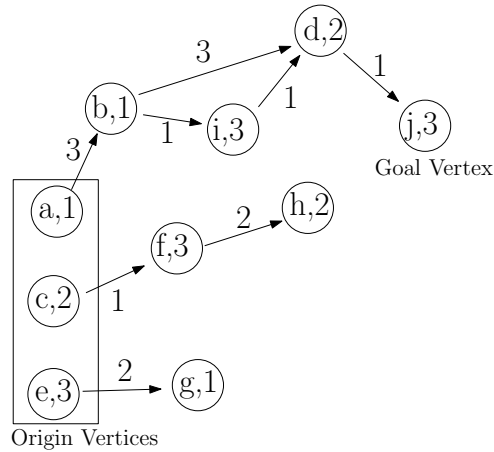 d,2
3
1
b,1
1
i,3
1
j,3
3
Goal Vertex
a,1
h,2
2
f,3
c,2
1
2
e,3
g,1
Origin Vertices